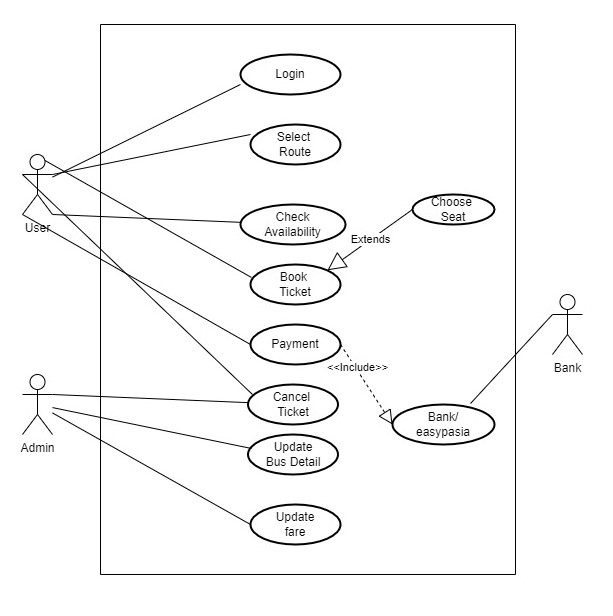 Login
Select
Route
User
Check
Availability
Choose
Seat
Extends
Book
Ticket
Payment
<<Include>>
Bank
Admin
Cancel
Ticket
Bank/
easypasia
Update
Bus Detail
Update
fare